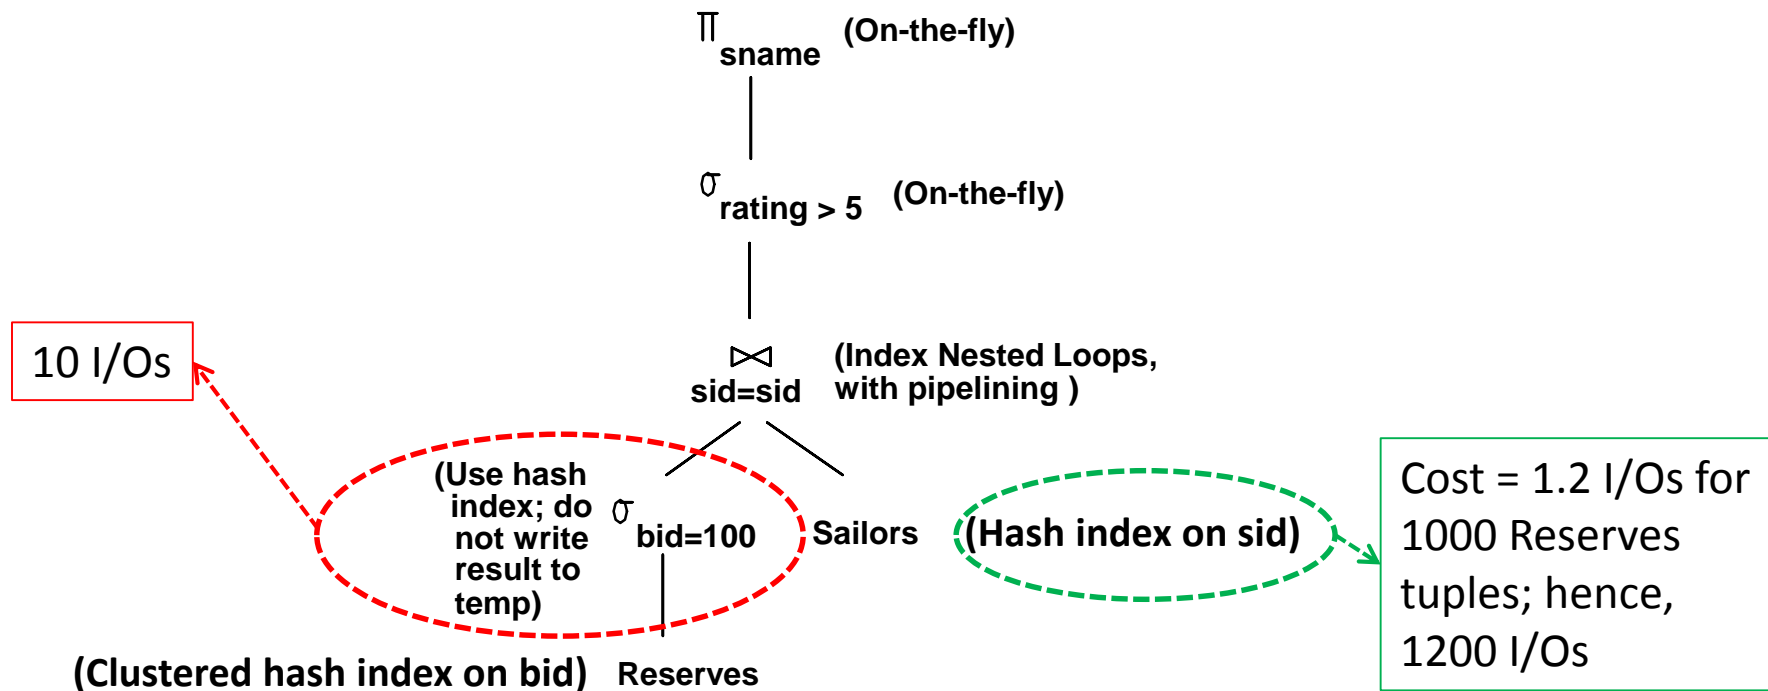 π sname (On-the-fly)
σ rating > 5 (On-the-fly)
⋈ sid=sid (Index Nested Loops,
with pipelining )
10 I/Os
(Use hash
index; do
not write
result to
temp)
σ bid=100
Sailors
(Hash index on sid)
Cost = 1.2 I/Os for
1000 Reserves
tuples; hence,
1200 I/Os
(Clustered hash index on bid) Reserves